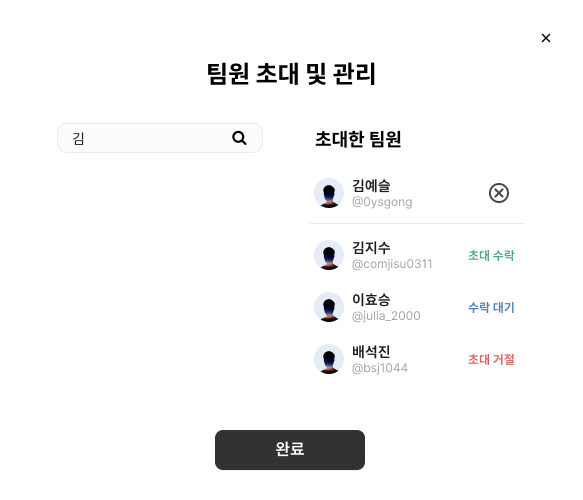 팀원 초대 및 관리
김
초대한 팀원
김예슬
@0ysgong
김지수
@comjisu0311
초대 수락
이효승
@julia_2000
수락 대기
배석진
@bsj1044
초대 거절
완료